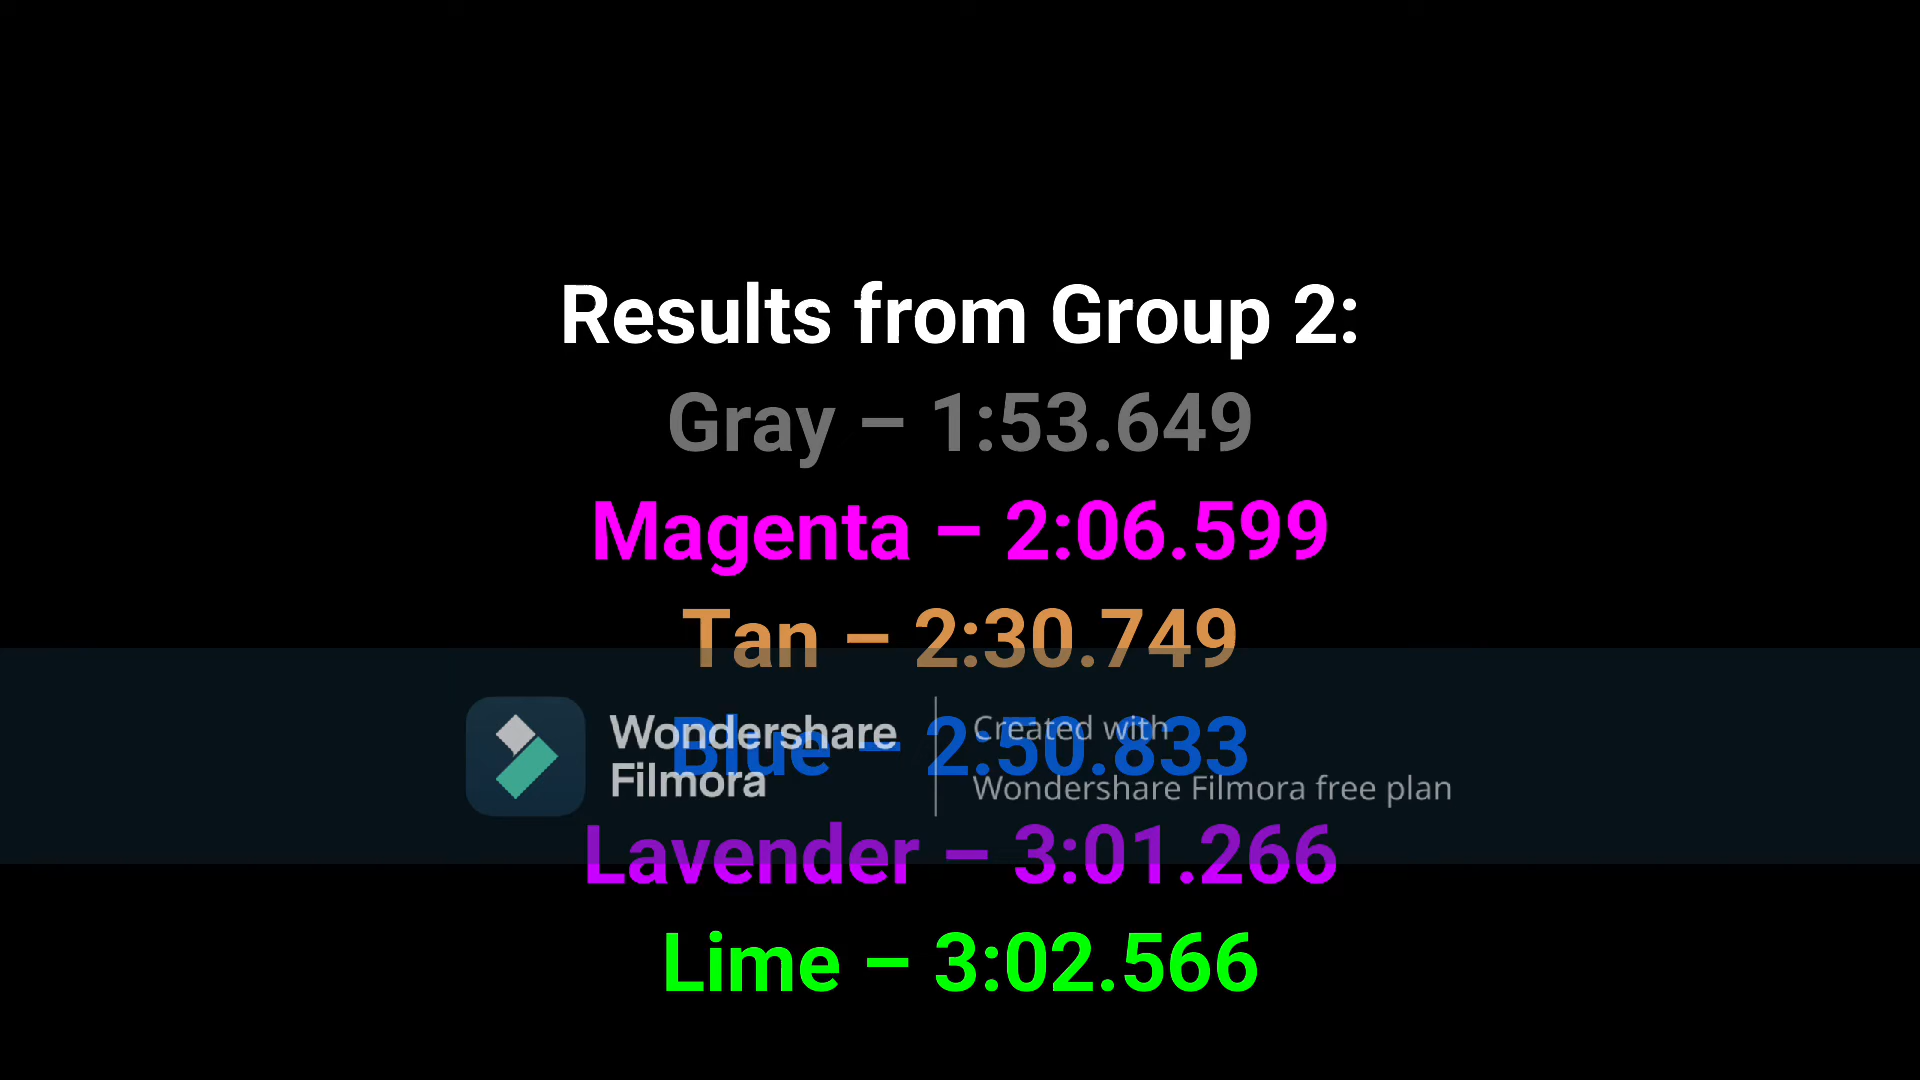 Results from Group 2:
Gray – 1:53.649
Magenta – 2:06.599
Tan – 2:30.749
Blue – 2:50.833
Wondershare
Filmora
Created with
Wondershare Filmora free plan
Lavender – 3:01.266
Lime – 3:02.566